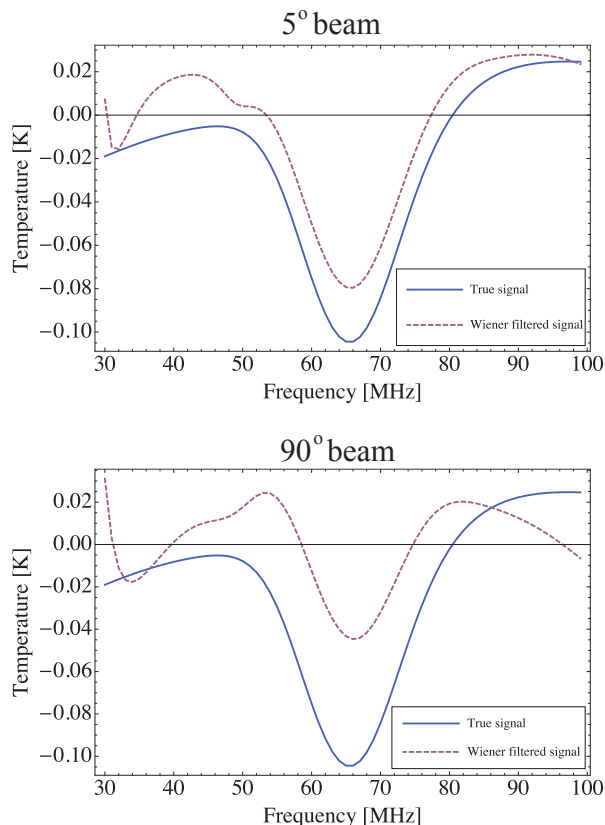 5° beam
0.02
0.00
−0.02
−0.04
−0.06
−0.08
−0.10
Temperature [K]
True signal
Wiener filtered signal
30 40 50 60 70 80 90 100
Frequency [MHz]
90° beam
0.02
0.00
−0.02
−0.04
−0.06
−0.08
−0.10
Temperature [K]
True signal
Wiener filtered signal
30 40 50 60 70 80 90 100
Frequency [MHz]